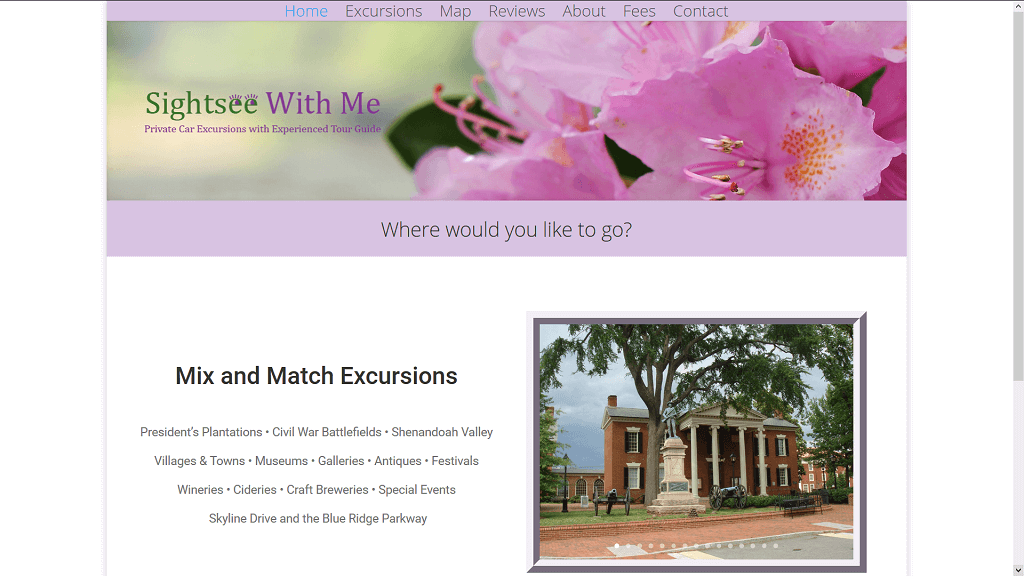 Home Excursions Map Reviews About Fees Contact
Sightsee With Me
Private Car Excursions with Experienced Tour Guide
Where would you like to go?
Mix and Match Excursions
President's Plantations • Civil War Battlefields • Shenandoah Valley
Villages & Towns • Museums • Galleries • Antiques • Festivals
Wineries • Cideries • Craft Breweries • Special Events
Skyline Drive and the Blue Ridge Parkway